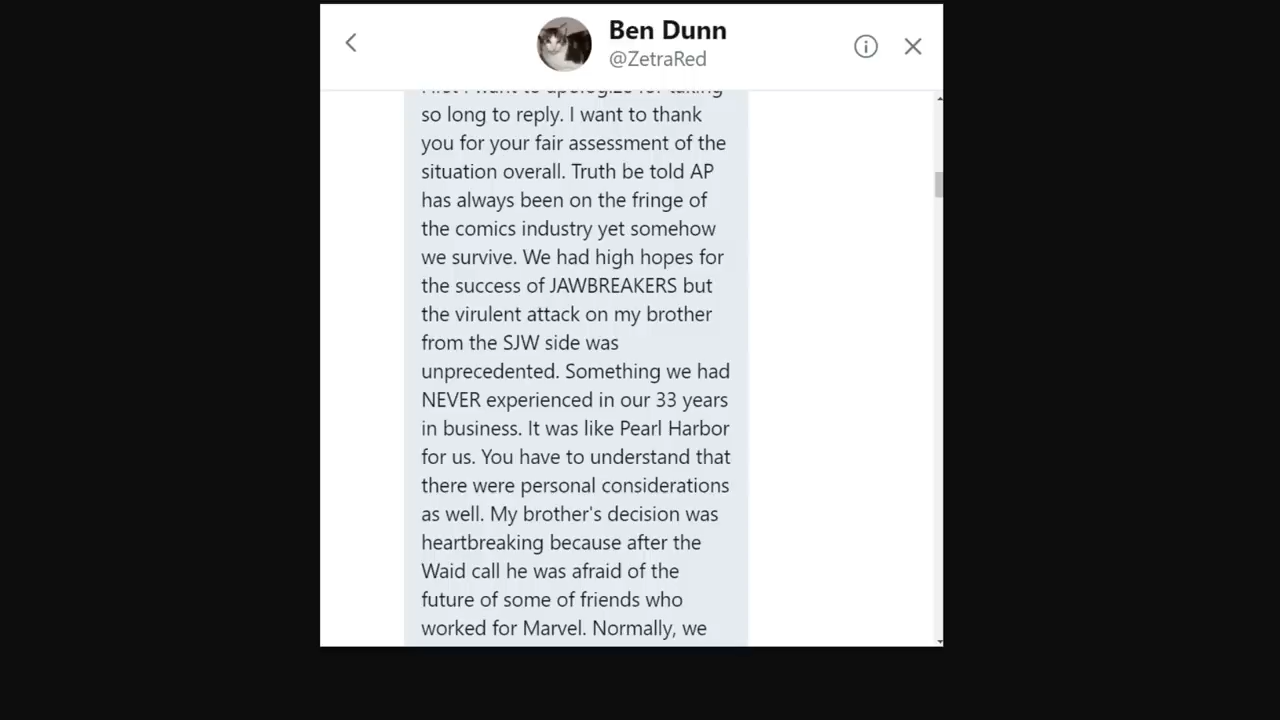 Ben Dunn
@ZetraRed
First I want to apologize for taking
so long to reply. I want to thank
you for your fair assessment of the
situation overall. Truth be told AP
has always been on the fringe of
the comics industry yet somehow
we survive. We had high hopes for
the success of JAWBREAKERS but
the virulent attack on my brother
from the SJW side was
unprecedented. Something we had
NEVER experienced in our 33 years
in business. It was like Pearl Harbor
for us. You have to understand that
there were personal considerations
as well. My brother's decision was
heartbreaking because after the
Waid call he was afraid of the
future of some of friends who
worked for Marvel. Normally, we